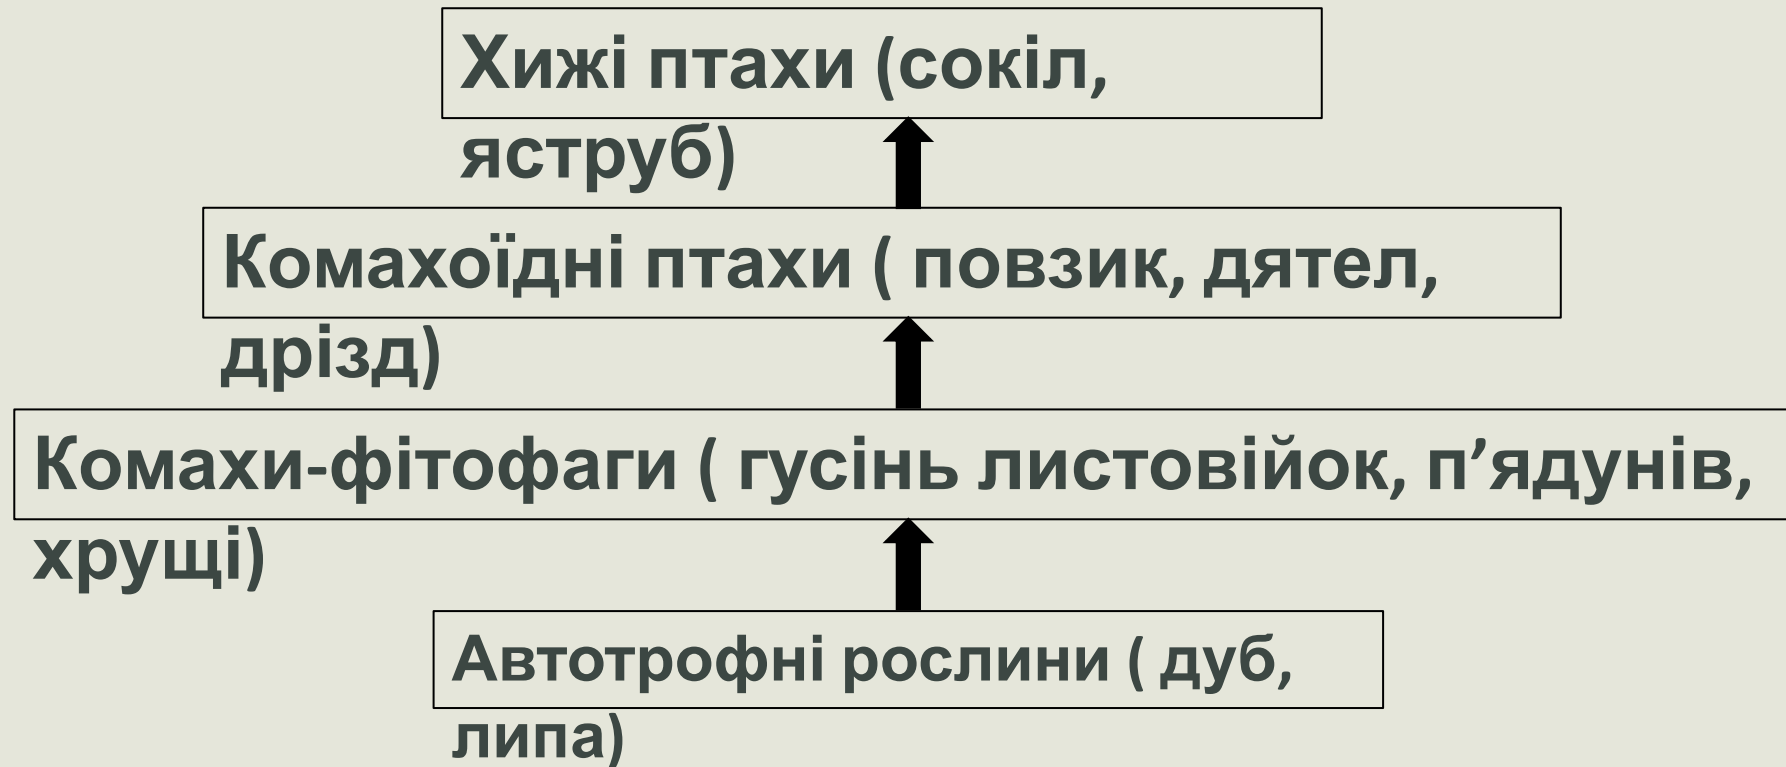 Хижі птахи (сокіл,
яструб)
Комахоїдні птахи ( повзик, дятел,
дрізд)
Комахи-фітофаги ( гусінь листовійок, п’ядунів,
хрущі)
Автотрофні рослини ( дуб,
липа)